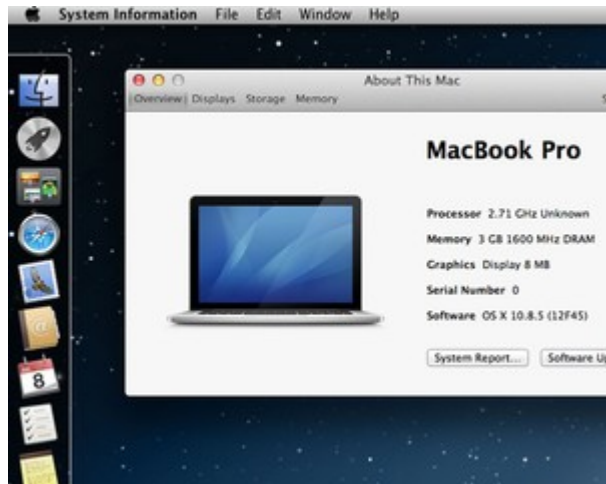 System Information File Edit Window Help
About This Mac
Overview Displays Storage Memory
MacBook Pro
Processor 2.71 GHz Unknown
Memory 3 GB 1600 MHz DRAM
Graphics Display 8 MB
Serial Number 0
Software OS X 10.8.5 (12F45)
System Report... Software Up
8